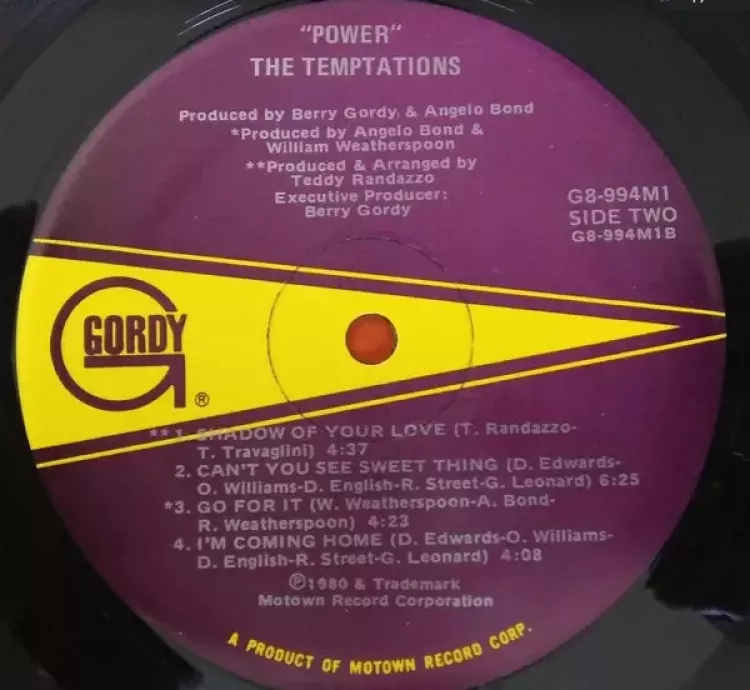 "POWER"
THE TEMPTATIONS
Produced by Berry Gordy, & Angelo Bond
*Produced by Angelo Bond &
William Weatherspoon
**Produced & Arranged by
Teddy Randazzo
Executive Producer:
Berry Gordy
G8-994M1
SIDE TWO
G8-994M1B
GORDY
®
**1. SHADOW OF YOUR LOVE (T. Randazzo-
T. Travaglini) 4:37
2. CAN'T YOU SEE SWEET THING (D. Edwards-
O. Williams-D. English-R. Street-G. Leonard) 6:25
*3. GO FOR IT (W. Weatherspoon-A. Bond-
R. Weatherspoon) 4:23
4. I'M COMING HOME (D. Edwards-O. Williams-
D. English-R. Street-G. Leonard) 4:08
℗1980 & Trademark
Motown Record Corporation
A PRODUCT OF MOTOWN RECORD CORP.